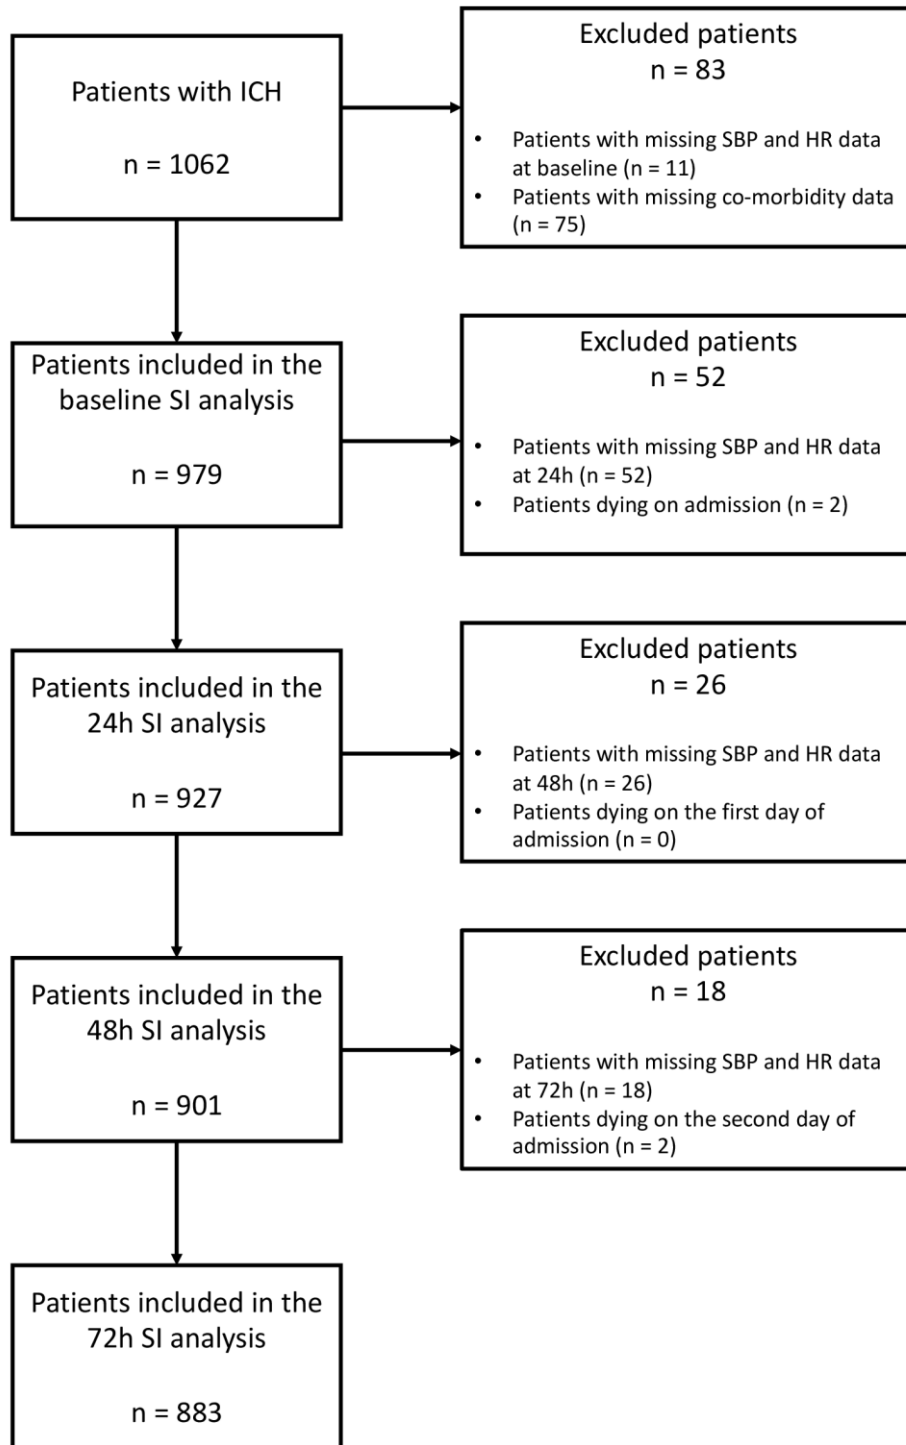 Patients with ICH
n = 1062
Excluded patients
n = 83
• Patients with missing SBP and HR data
at baseline (n = 11)
• Patients with missing co-morbidity data
(n = 75)
Patients included in the
baseline SI analysis
n = 979
Excluded patients
n = 52
• Patients with missing SBP and HR data
at 24h (n = 52)
• Patients dying on admission (n = 2)
Patients included in the
24h SI analysis
n = 927
Excluded patients
n = 26
• Patients with missing SBP and HR data
at 48h (n = 26)
• Patients dying on the first day of
admission (n = 0)
Patients included in the
48h SI analysis
n = 901
Excluded patients
n = 18
• Patients with missing SBP and HR data
at 72h (n = 18)
• Patients dying on the second day of
admission (n = 2)
Patients included in the
72h SI analysis
n = 883